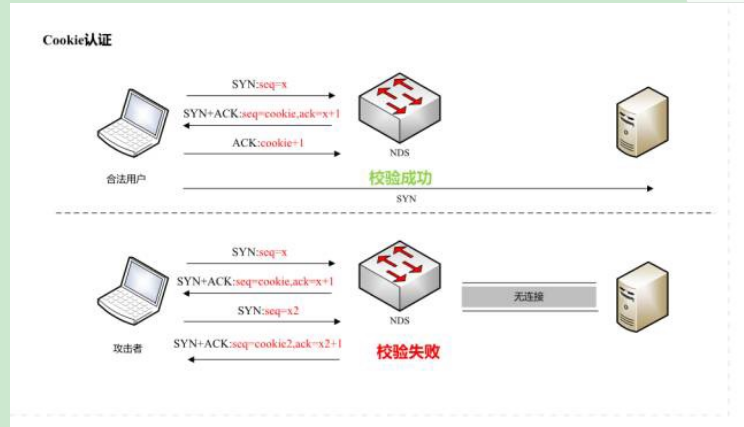 Cookie认证
SYN:seq=x
SYN+ACK:seq=cookie,ack=x+1
ACK:cookie+1
合法用户
NDS
校验成功
SYN
SYN:seq=x
SYN+ACK:seq=cookie,ack=x+1
SYN:seq=x2
SYN+ACK:seq=cookie2,ack=x2+1
攻击者
NDS
校验失败
无连接